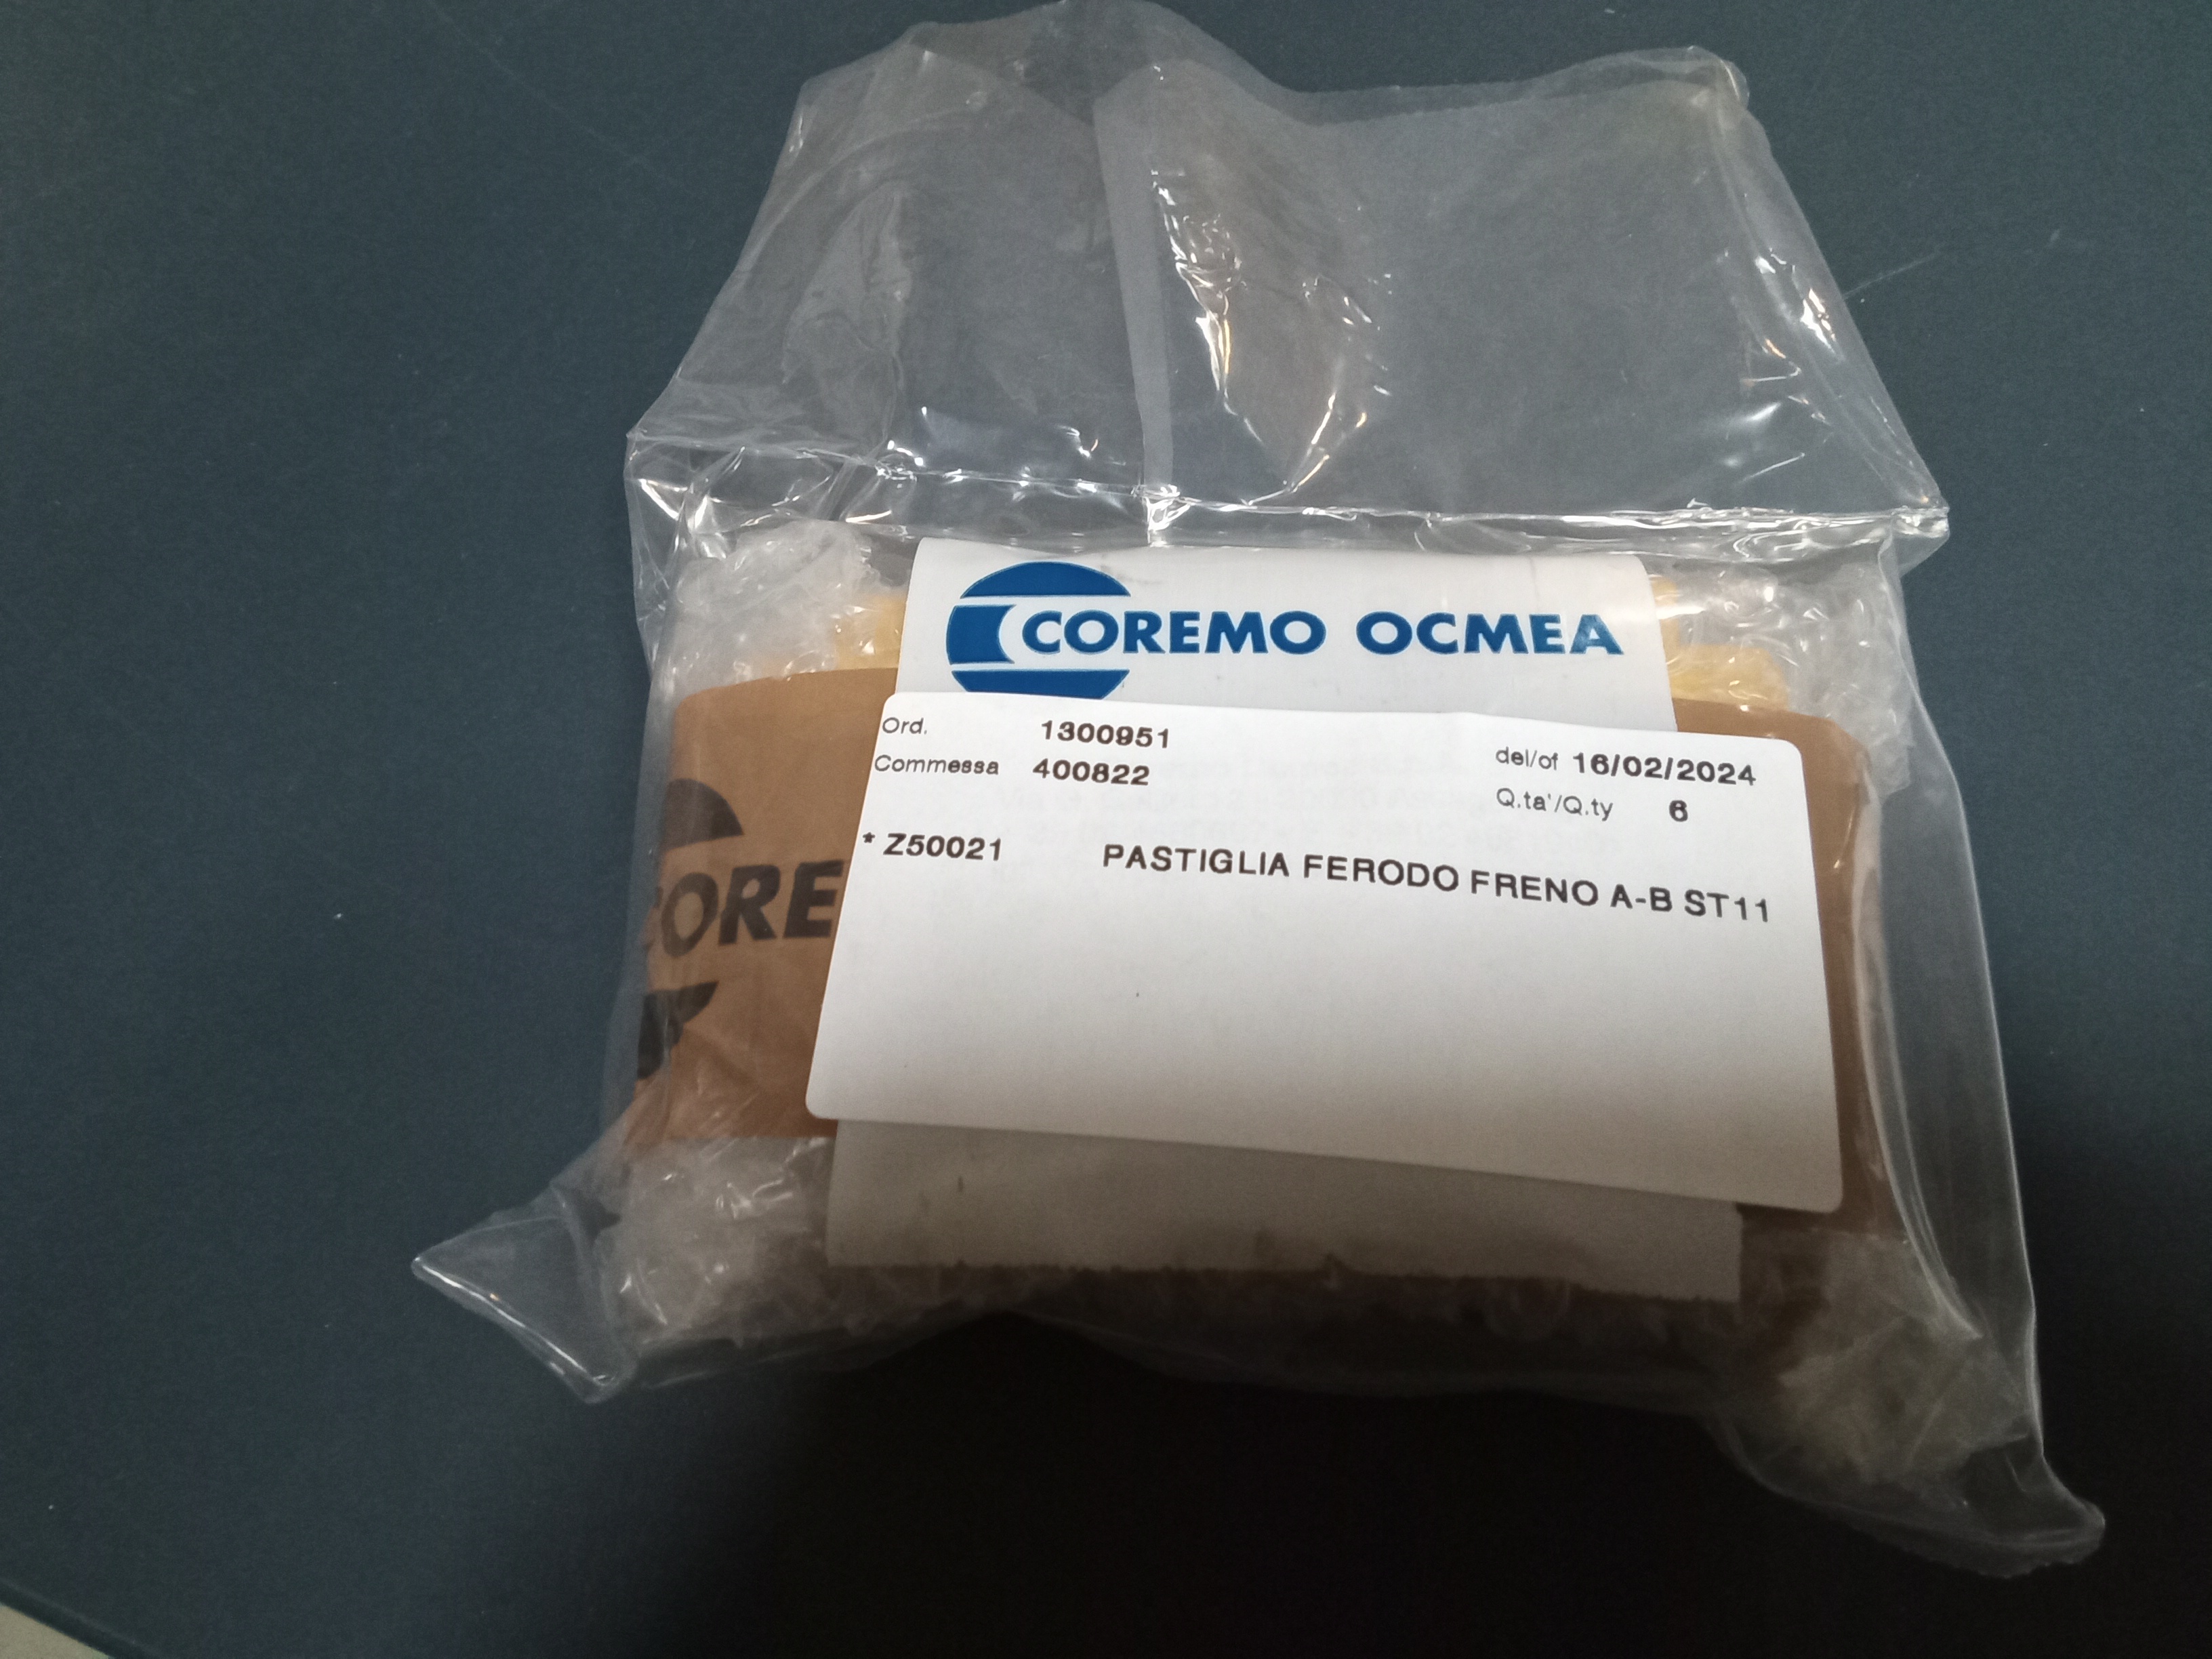 COREMO OCMEA
Ord. 1300951 del/of 16/02/2024
Commessa 400822 Q.ta'/Q.ty 6
* Z50021 PASTIGLIA FERODO FRENO A-B ST11
CORE